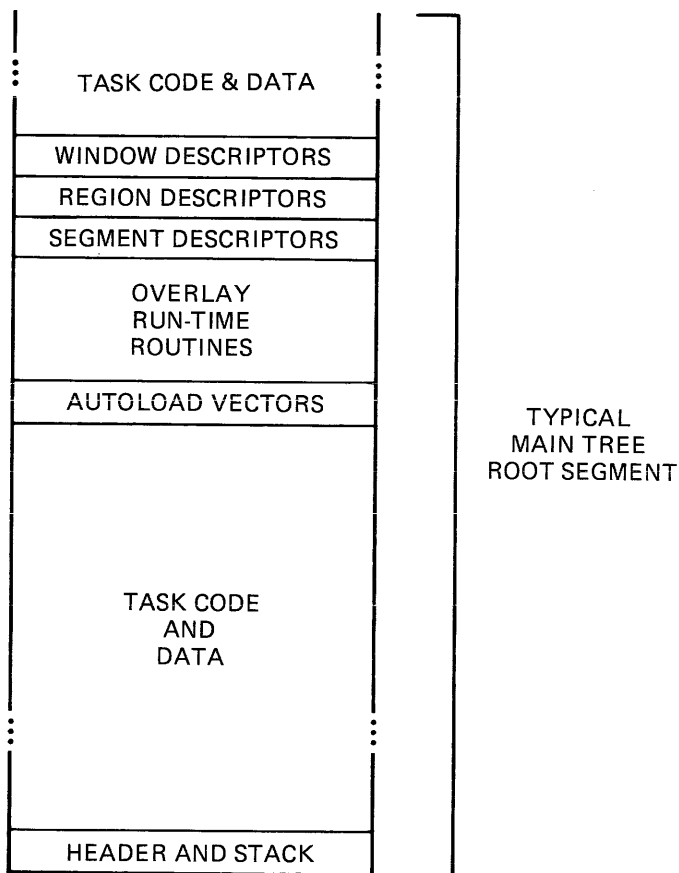 TASK CODE & DATA
WINDOW DESCRIPTORS
REGION DESCRIPTORS
SEGMENT DESCRIPTORS
OVERLAY
RUN-TIME
ROUTINES
AUTOLOAD VECTORS
TYPICAL
MAIN TREE
ROOT SEGMENT
TASK CODE
AND
DATA
HEADER AND STACK